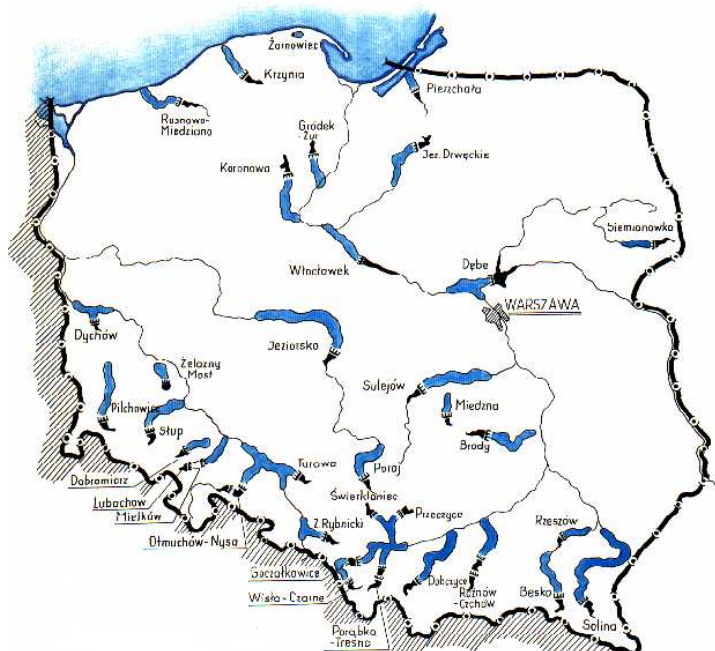 Żarnowiec
Krzynia
Pierzchała
Rosnowo-
Miedziano
Gródek
-Żur
Koronowo
Jez. Drwęckie
Siemianówka
Włocławek
Dębe
WARSZAWA
Dychów
Jeziorsko
Żelazny
Most
Sulejów
Pilchowice
Miedzna
Słup
Brody
Turawa
Poraj
Dobromierz
Lubachów
Mietków
Świerklaniec
Przeczyce
Otmuchów-Nysa
Z.Rybnicki
Rzeszów
Goczałkowice
Wisła-Czarne
Dobczyce
Rożnów
-Czchów
Besko
Solina
Porąbka
-Tresna